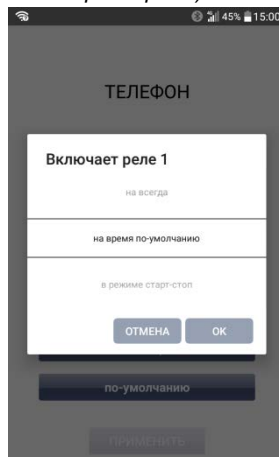 45% 15:00
ТЕЛЕФОН
Включает реле 1
на всегда
на время по-умолчанию
в режиме старт-стоп
ОТМЕНА OK
по-умолчанию
ПРИМЕНИТЕ